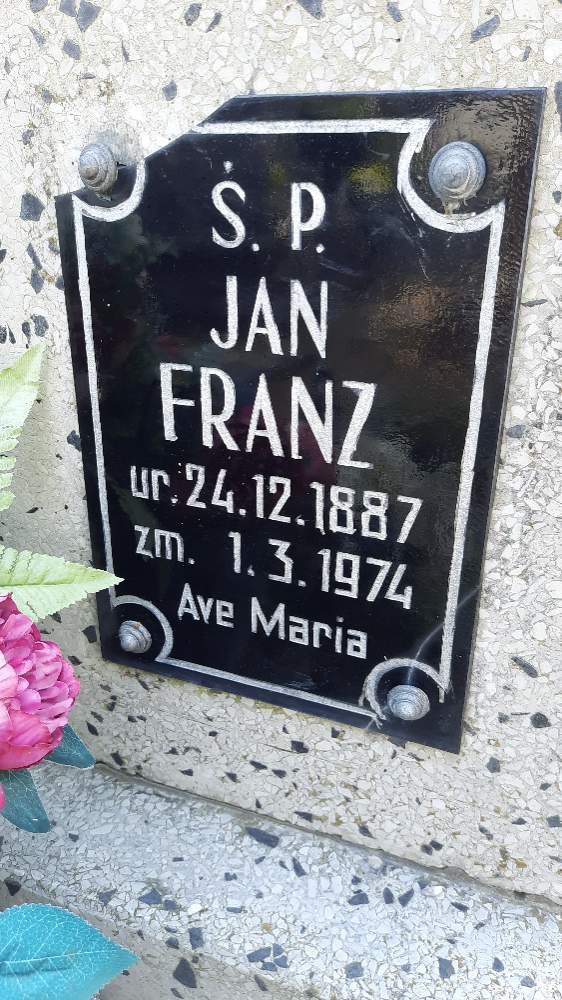 Ś. P.
JAN
FRANZ
ur. 24.12.1887
zm. 1.3.1974
Ave Maria